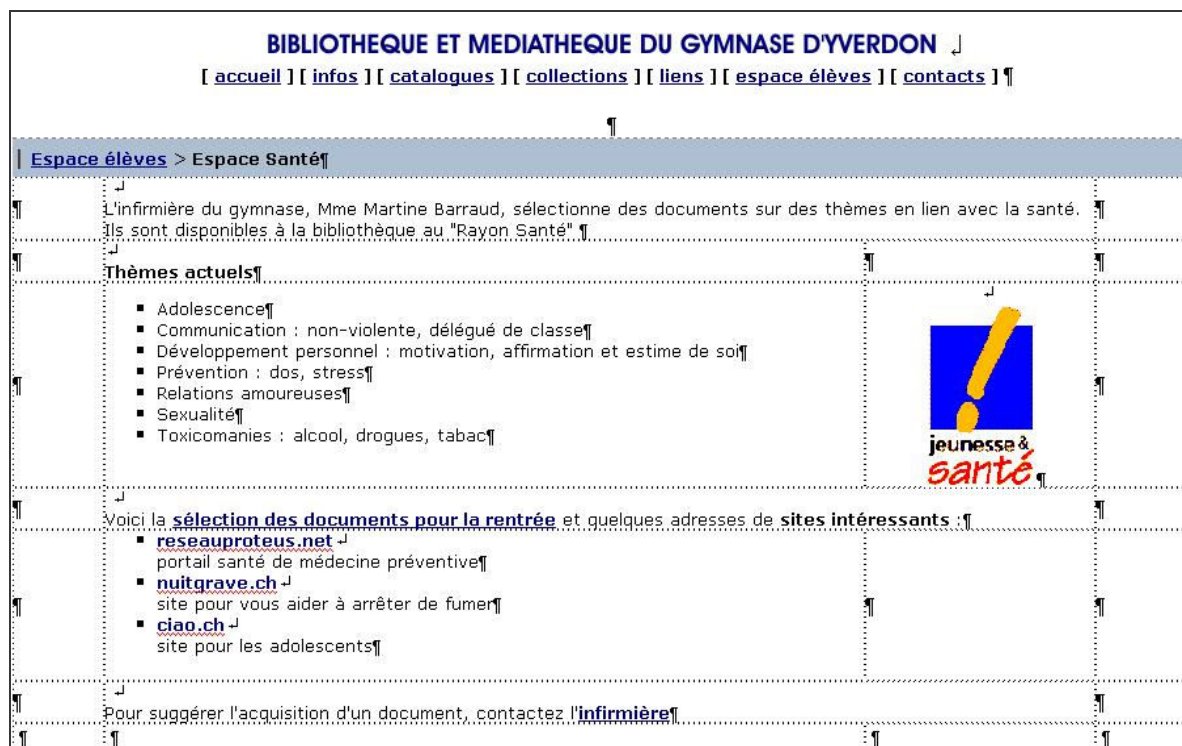 BIBLIOTHEQUE ET MEDIATHEQUE DU GYMNASE D'YVERDON ↵
[ accueil ] [ infos ] [ catalogues ] [ collections ] [ liens ] [ espace élèves ] [ contacts ] ¶
¶
| Espace élèves > Espace Santé¶
L'infirmière du gymnase, Mme Martine Barraud, sélectionne des documents sur des thèmes en lien avec la santé.
Ils sont disponibles à la bibliothèque au "Rayon Santé" ¶
Thèmes actuels¶
▪ Adolescence¶
▪ Communication : non-violente, délégué de classe¶
▪ Développement personnel : motivation, affirmation et estime de soi¶
▪ Prévention : dos, stress¶
▪ Relations amoureuses¶
▪ Sexualité¶
▪ Toxicomanies : alcool, drogues, tabac¶
jeunesse &
santé ¶
Voici la sélection des documents pour la rentrée et quelques adresses de sites intéressants :¶
▪ reseauproteus.net ↵
portail santé de médecine préventive¶
▪ nuitgrave.ch ↵
site pour vous aider à arrêter de fumer¶
▪ ciao.ch ↵
site pour les adolescents¶
Pour suggérer l'acquisition d'un document, contactez l'infirmière¶